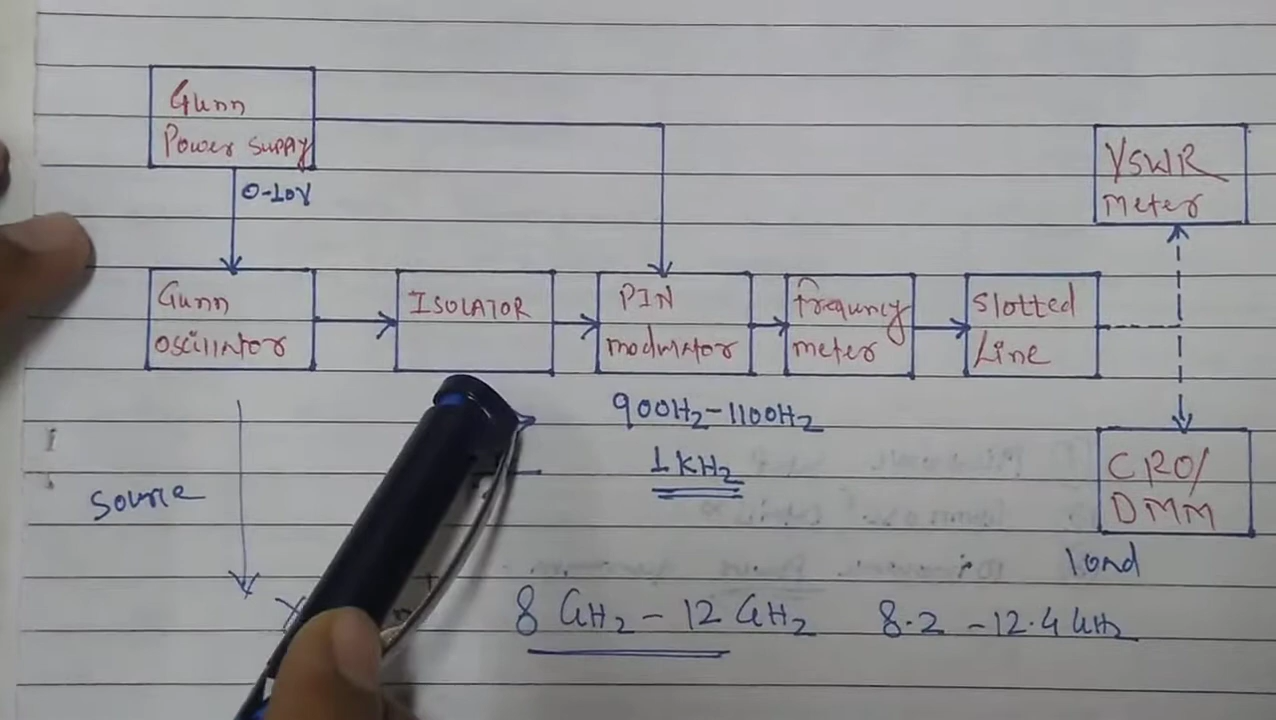 Gunn
Power supply
0-10V
VSWR
meter
Gunn
oscillator
ISOLATOR
PIN
modulator
frequncy
meter
Slotted
Line
900Hz-1100Hz
1KHz
source
CRO/
DMM
load
8 GHz - 12 GHz
8.2 - 12.4 GHz